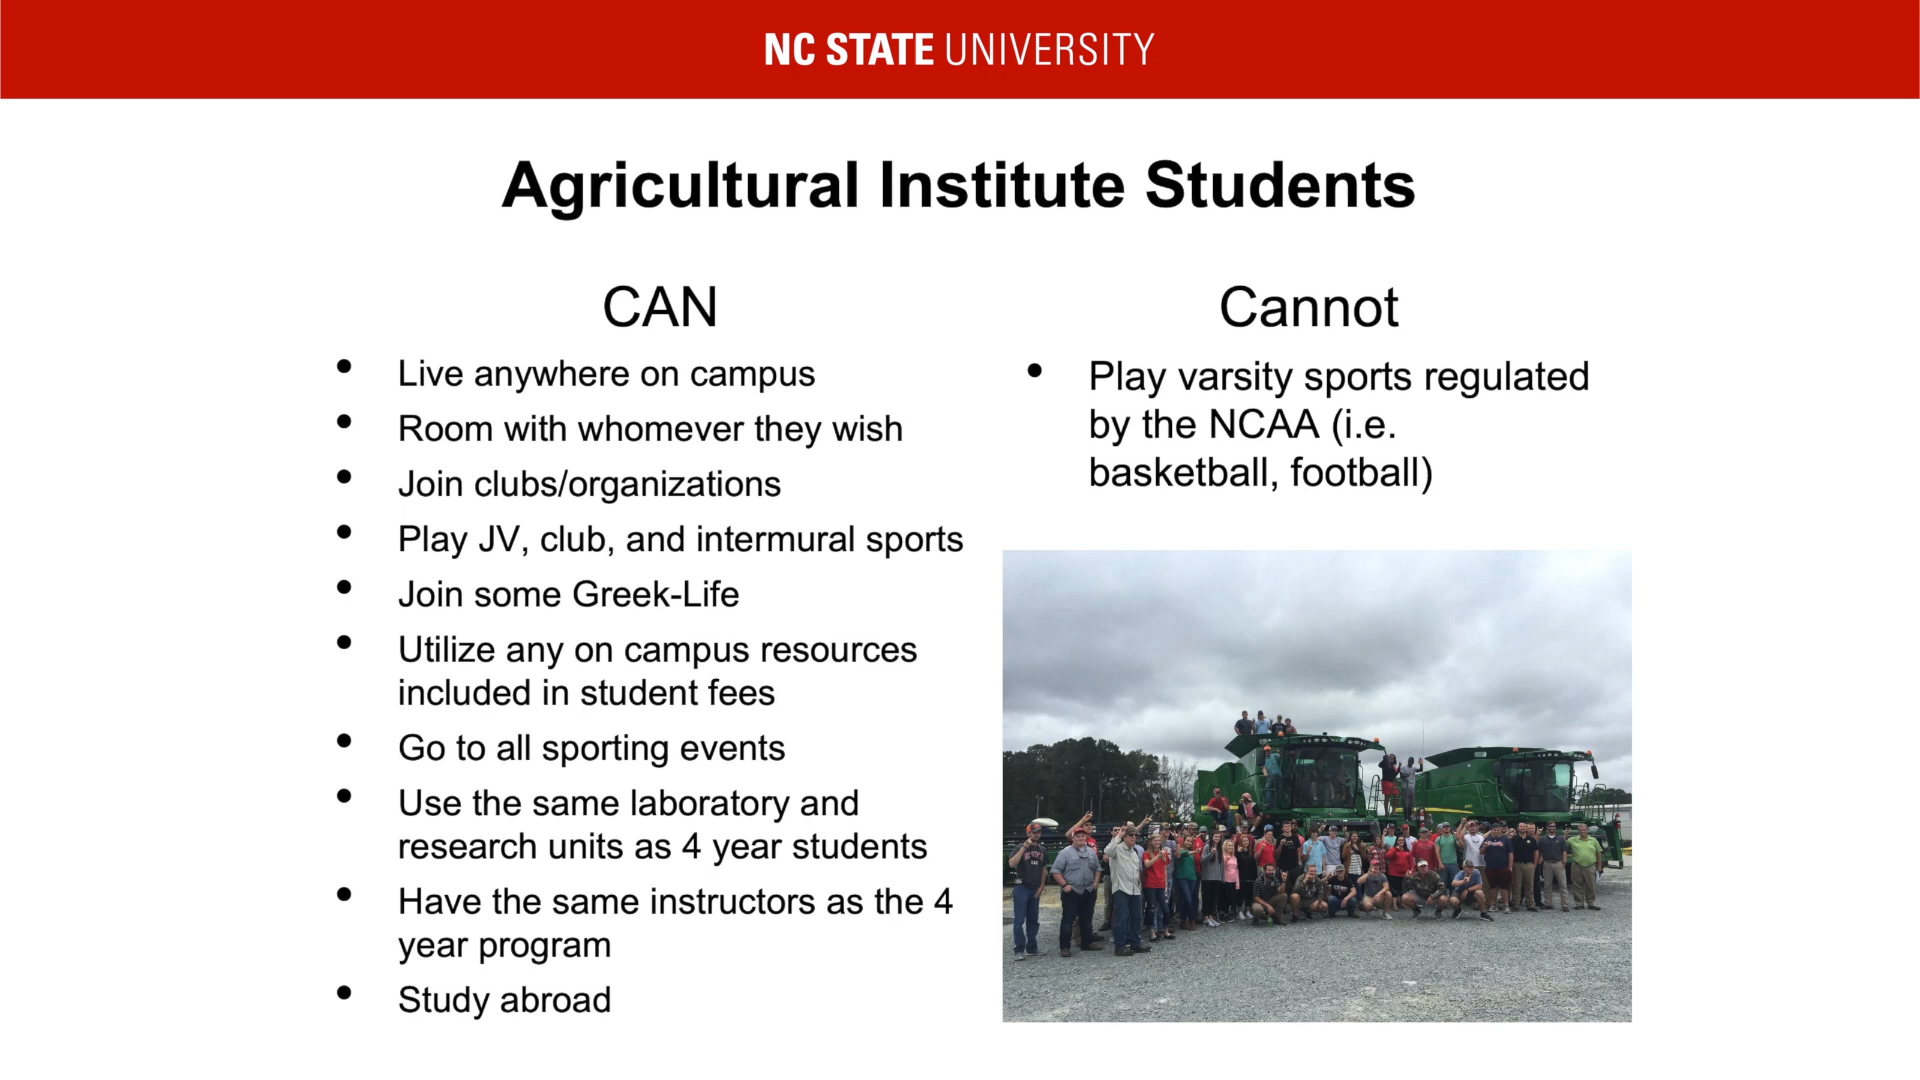 NC STATE UNIVERSITY
Agricultural Institute Students
CAN
• Live anywhere on campus
• Room with whomever they wish
• Join clubs/organizations
• Play JV, club, and intermural sports
• Join some Greek-Life
• Utilize any on campus resources
included in student fees
• Go to all sporting events
• Use the same laboratory and
research units as 4 year students
• Have the same instructors as the 4
year program
• Study abroad
Cannot
• Play varsity sports regulated
by the NCAA (i.e.
basketball, football)